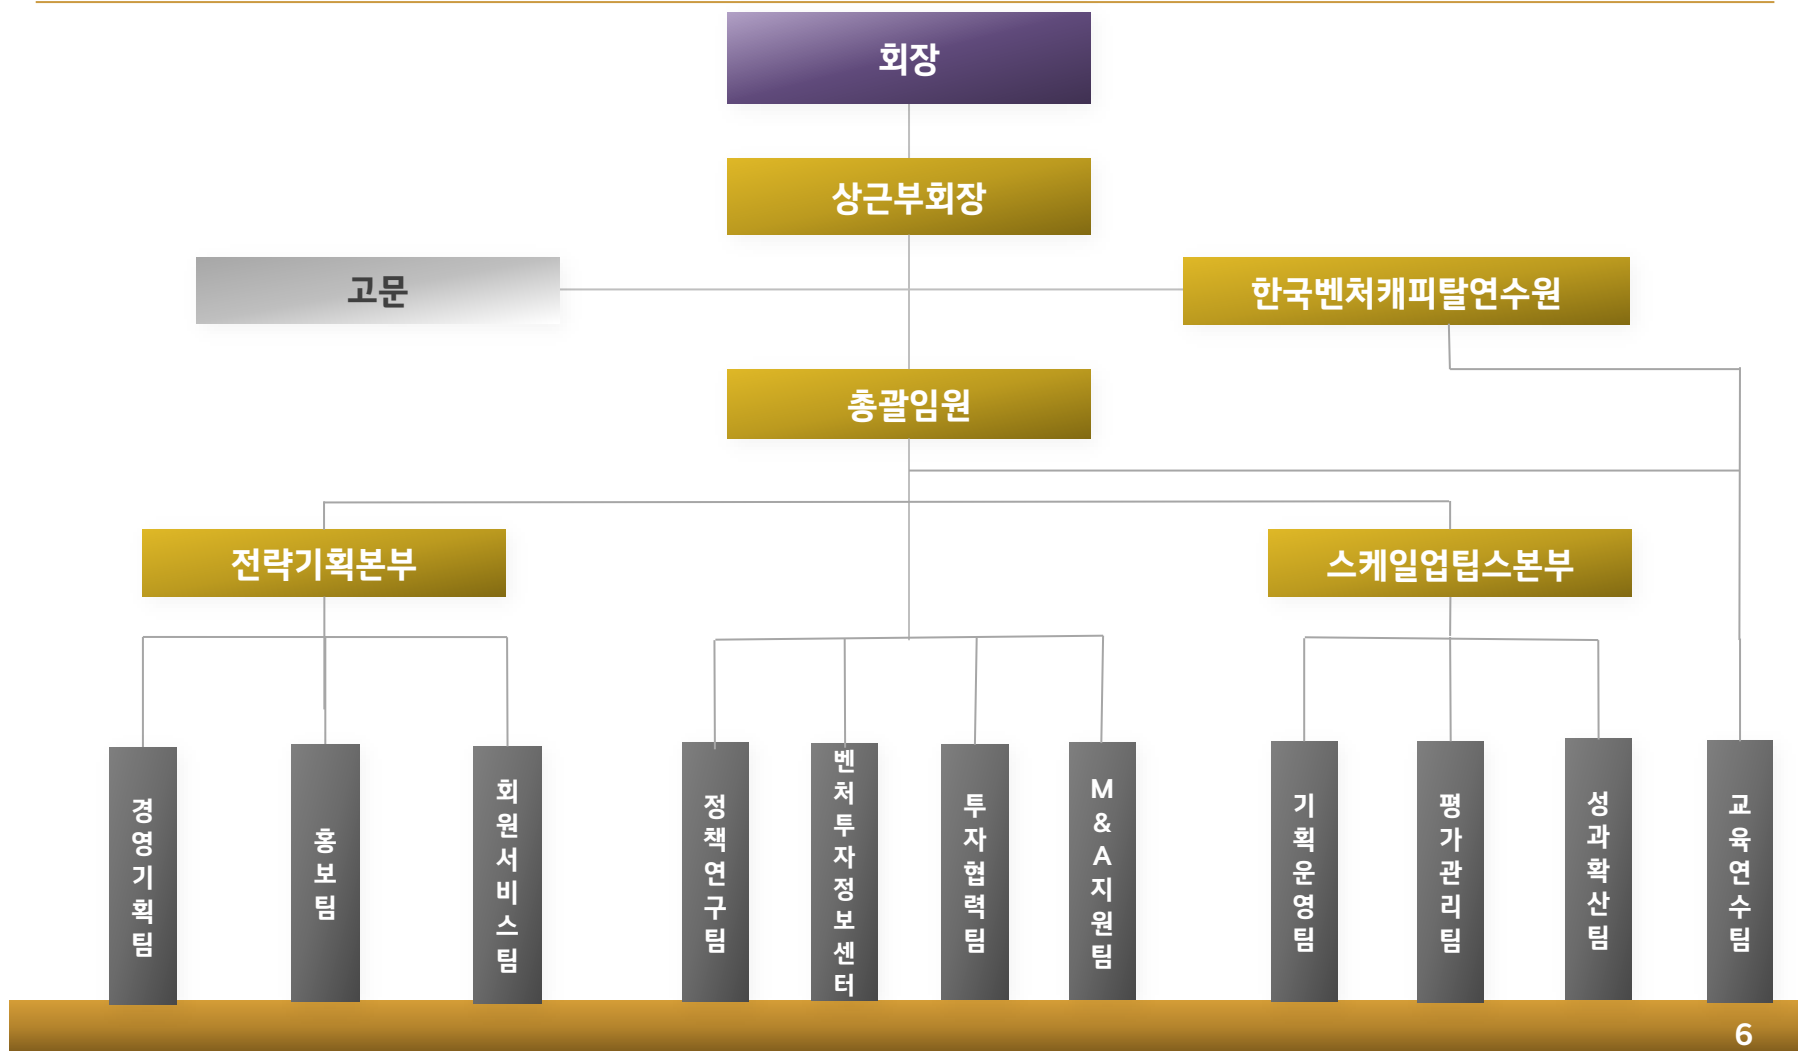 회장
상근부회장
고문
한국벤처캐피탈연수원
총괄임원
전략기획본부
스케일업팁스본부
경영기획팀
홍보팀
회원서비스팀
정책연구팀
벤처투자정보센터
투자협력팀
M&A지원팀
기획운영팀
평가관리팀
성과확산팀
교육연수팀
6